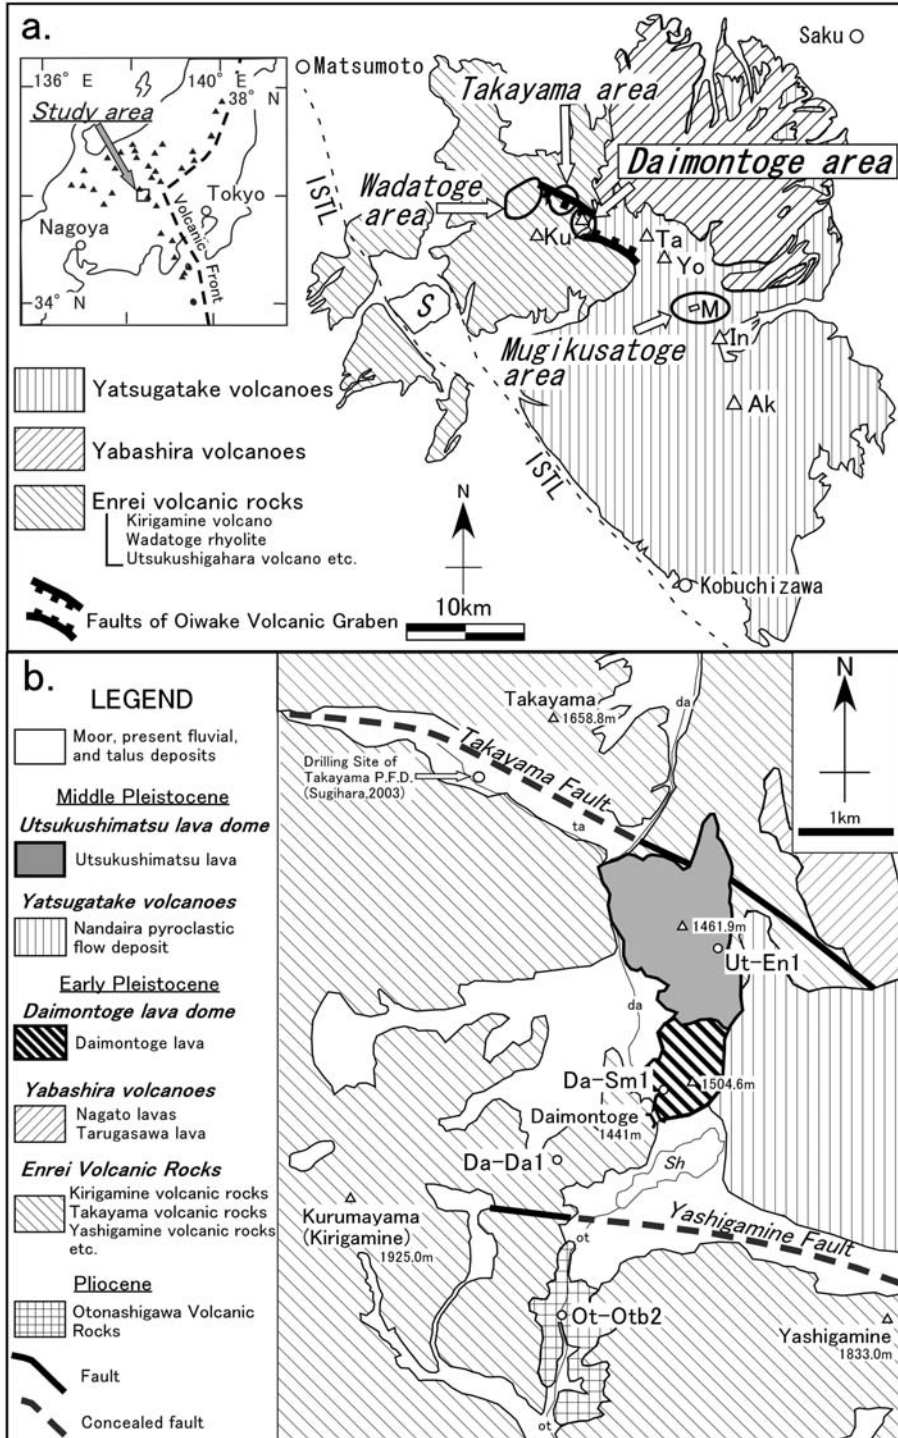 a.
136° E
140° E
38° N
Study area
Tokyo
Nagoya
Volcanic
Front
34° N
Matsumoto
Saku
Takayama area
Daimontoge area
Wadatoge
area
ISTL
Ku
Ta
Yo
S
M
In
Mugikusatoge
area
Ak
ISTL
Kobuchizawa
Yatsugatake volcanoes
Yabashira volcanoes
Enrei volcanic rocks
Kirigamine volcano
Wadatoge rhyolite
Utsukushigahara volcano etc.
Faults of Oiwake Volcanic Graben
N
10km
b.
LEGEND
Moor, present fluvial,
and talus deposits
Middle Pleistocene
Utsukushimatsu lava dome
Utsukushimatsu lava
Yatsugatake volcanoes
Nandaira pyroclastic
flow deposit
Early Pleistocene
Daimontoge lava dome
Daimontoge lava
Yabashira volcanoes
Nagato lavas
Tarugasawa lava
Enrei Volcanic Rocks
Kirigamine volcanic rocks
Takayama volcanic rocks
Yashigamine volcanic rocks
etc.
Pliocene
Otonashigawa Volcanic
Rocks
Fault
Concealed fault
N
1km
Takayama
1658.8m
da
Takayama Fault
Drilling Site of
Takayama P.F.D.
(Sugihara,2003)
ta
1461.9m
Ut-En1
da
Da-Sm1
1504.6m
Daimontoge
1441m
Da-Da1
Sh
Kurumayama
(Kirigamine)
1925.0m
Yashigamine Fault
ot
Ot-Otb2
Yashigamine
1833.0m
ot